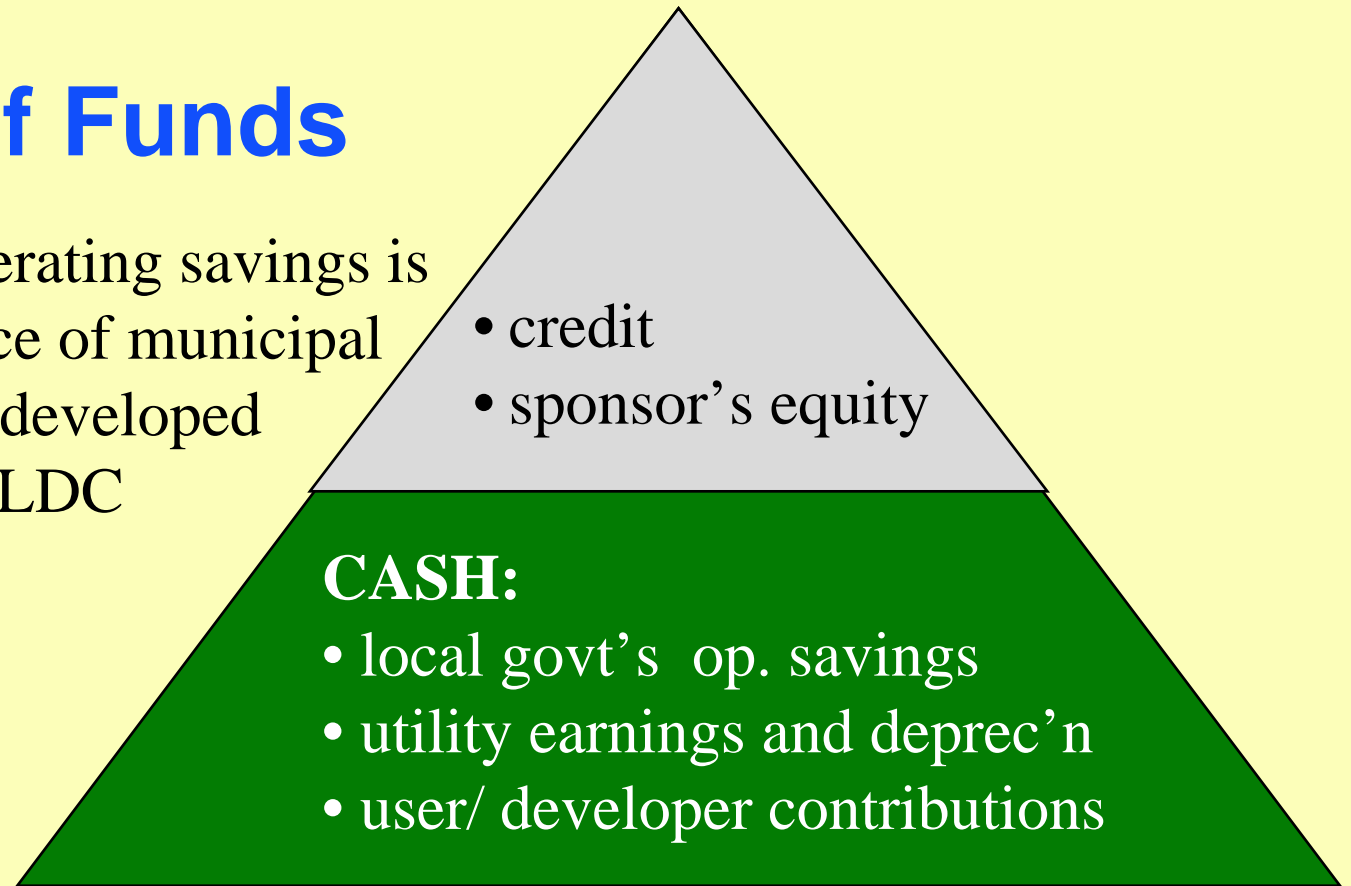 f Funds
erating savings is
ce of municipal
developed
LDC
• credit
• sponsor’s equity
CASH:
• local govt’s  op. savings
• utility earnings and deprec’n
• user/ developer contributions